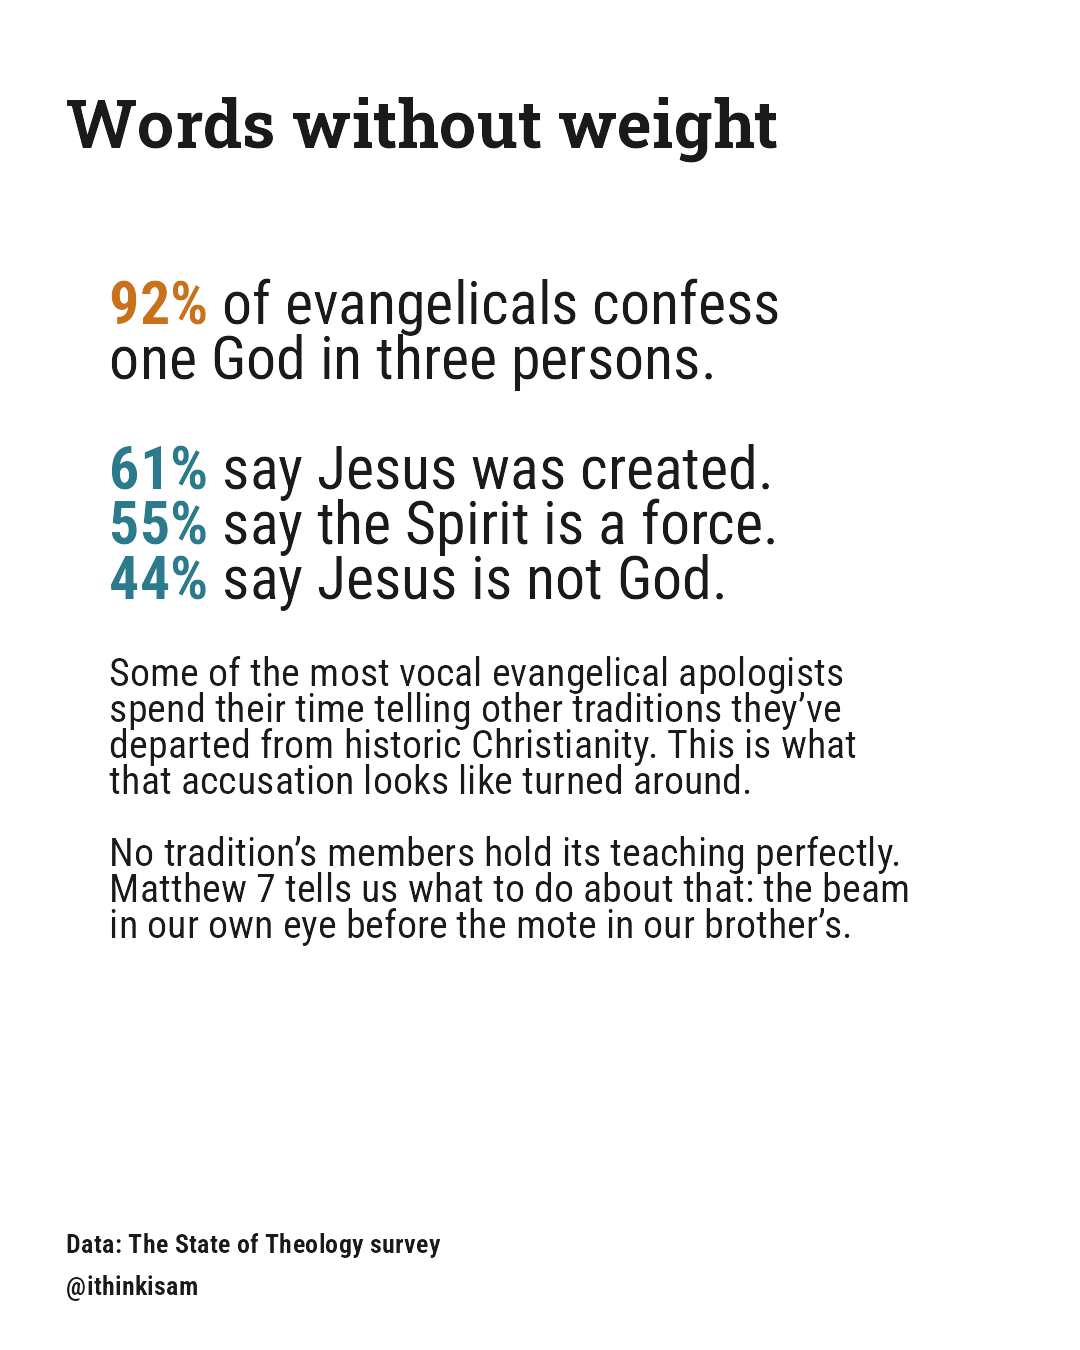 Words without weight
92% of evangelicals confess
one God in three persons.
61% say Jesus was created.
55% say the Spirit is a force.
44% say Jesus is not God.
Some of the most vocal evangelical apologists
spend their time telling other traditions they’ve
departed from historic Christianity. This is what
that accusation looks like turned around.
No tradition’s members hold its teaching perfectly.
Matthew 7 tells us what to do about that: the beam
in our own eye before the mote in our brother’s.
Data: The State of Theology survey
@ithinkisam